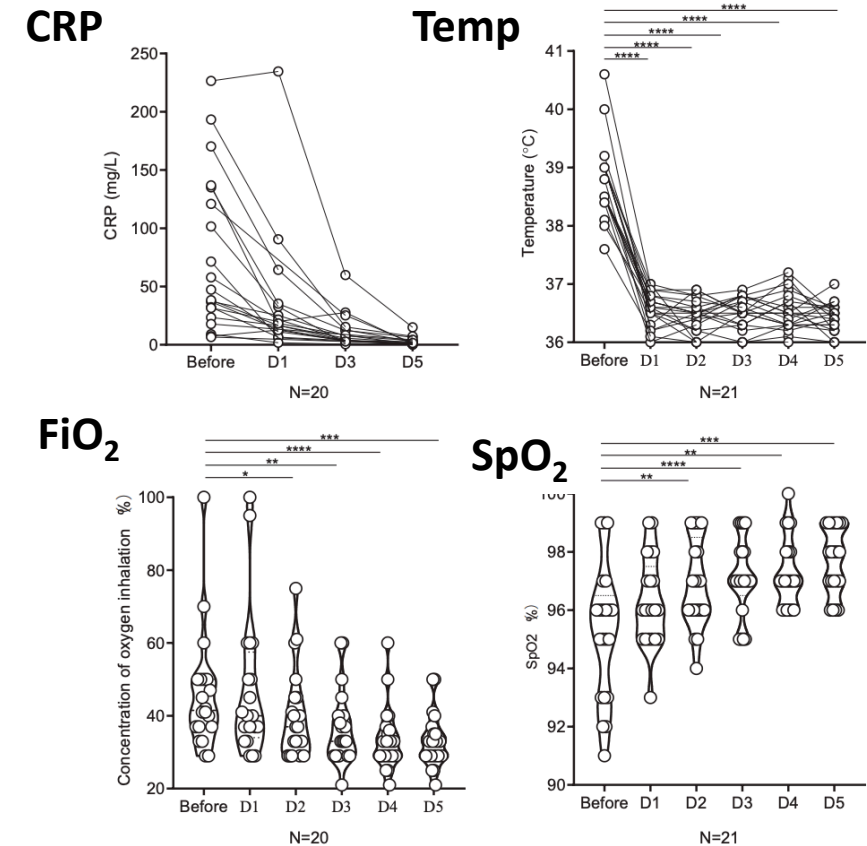 CRP
250
200
150
100
50
0
CRP (mg/L)
Before D1 D3 D5
N=20
Temp
****
****
****
****
****
41
40
39
38
37
36
Temperature (°C)
Before D1 D2 D3 D4 D5
N=21
FiO2
***
****
**
*
100
80
60
40
20
Concentration of oxygen inhalation %)
Before D1 D2 D3 D4 D5
N=20
SpO2
***
**
****
**
100
98
96
94
92
90
SpO2 %)
Before D1 D2 D3 D4 D5
N=21